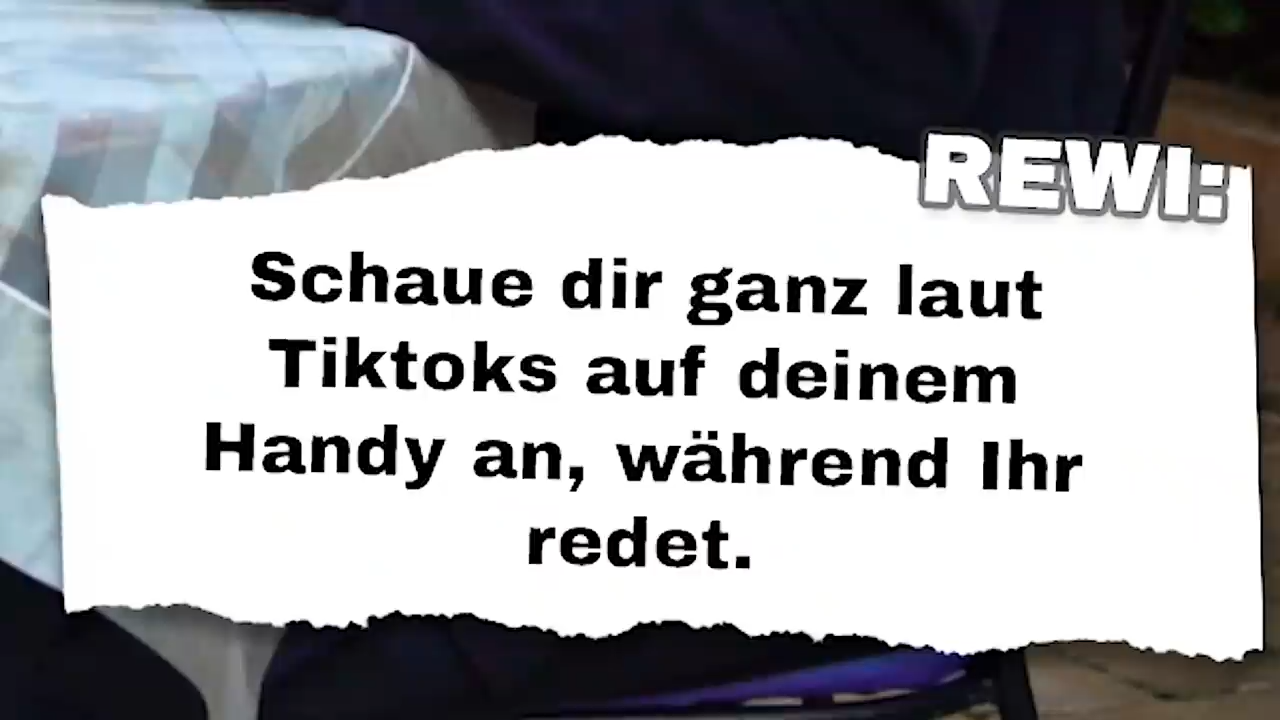 REWI:
Schaue dir ganz laut
Tiktoks auf deinem
Handy an, während Ihr
redet.